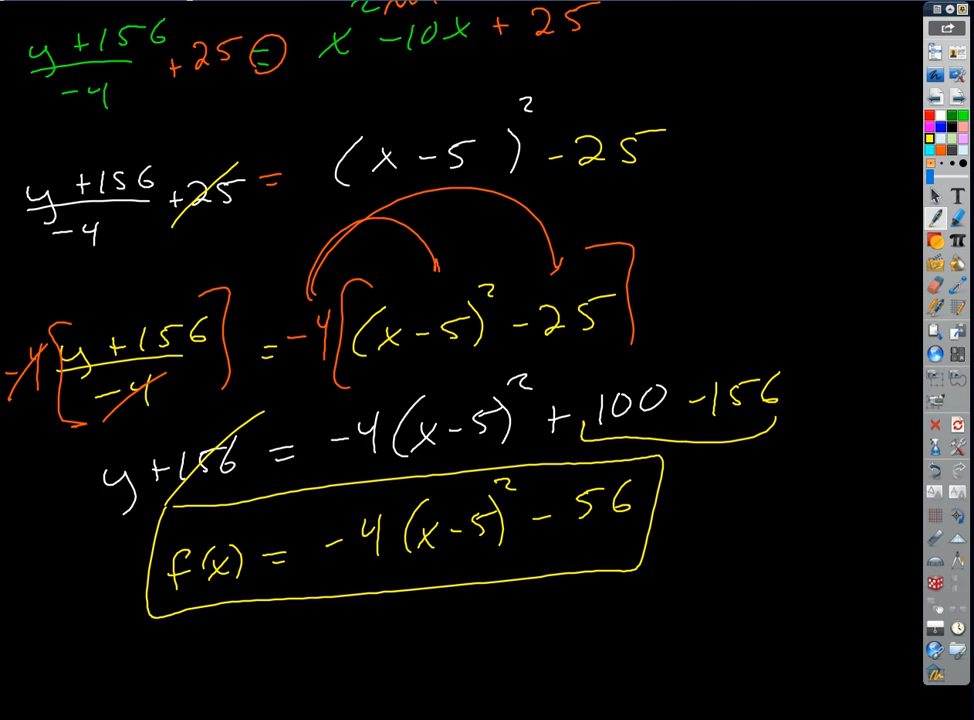 (y+156)/-4 +25 = x²-10x + 25
(y+156)/-4 +25 = (x-5)² -25
-4[(y+156)/-4] = -4[(x-5)² -25]
y+156 = -4(x-5)² + 100 -156
f(x) = -4(x-5)² - 56